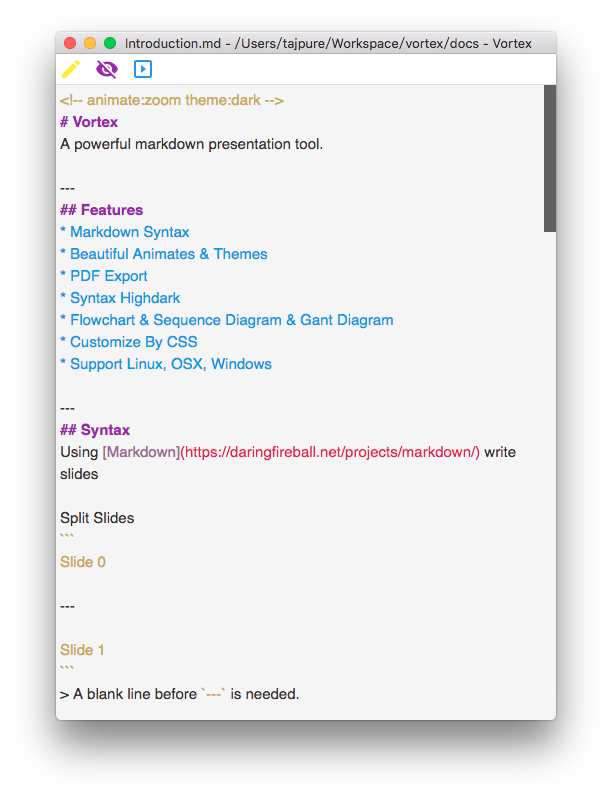 Introduction.md - /Users/tajpure/Workspace/vortex/docs - Vortex
<!-- animate:zoom theme:dark -->
# Vortex
A powerful markdown presentation tool.
---
## Features
* Markdown Syntax
* Beautiful Animates & Themes
* PDF Export
* Syntax Highdark
* Flowchart & Sequence Diagram & Gant Diagram
* Customize By CSS
* Support Linux, OSX, Windows
---
## Syntax
Using [Markdown](https://daringfireball.net/projects/markdown/) write
slides
Split Slides
```
Slide 0
---
Slide 1
```
> A blank line before `---` is needed.